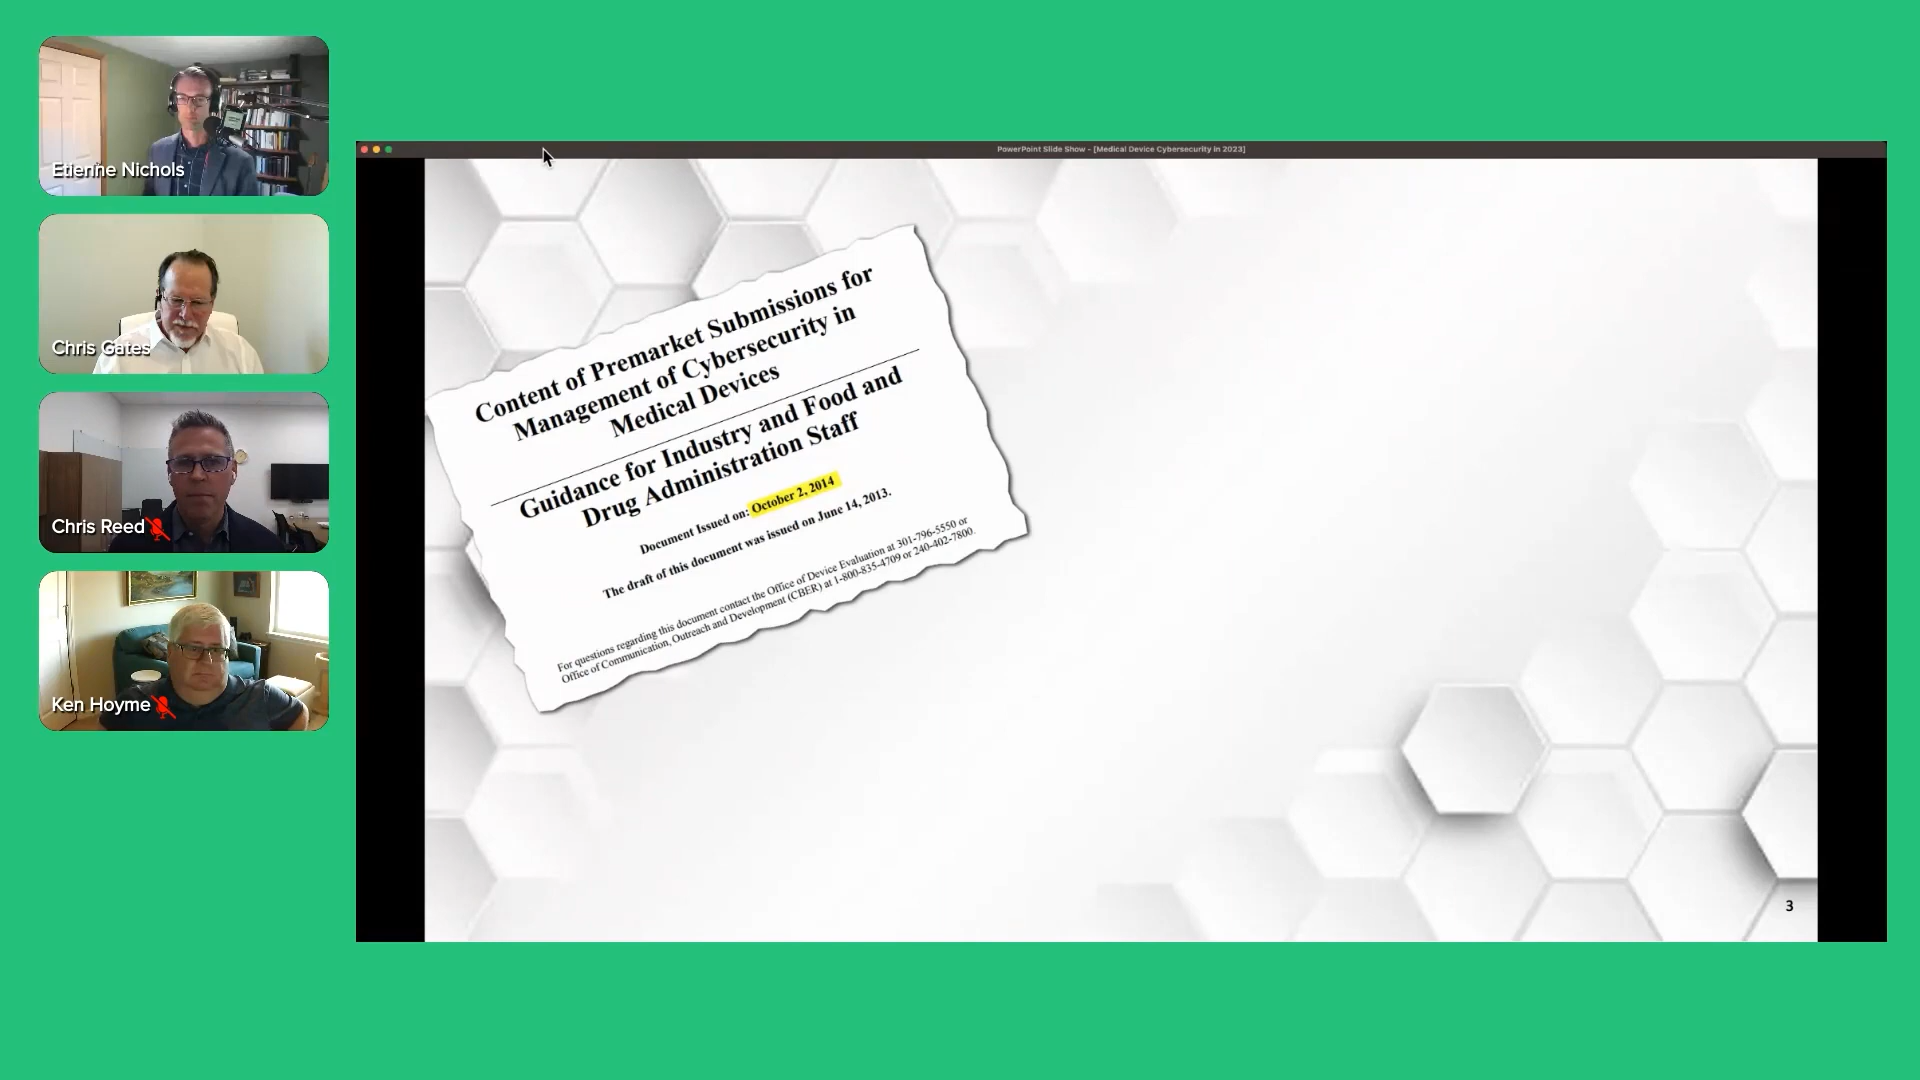 Etienne Nichols
Chris Gates
Chris Reed
Ken Hoyme
PowerPoint Slide Show - [Medical Device Cybersecurity in 2023]
Content of Premarket Submissions for
Management of Cybersecurity in
Medical Devices
Guidance for Industry and Food and
Drug Administration Staff
Document Issued on: October 2, 2014
The draft of this document was issued on June 14, 2013.
For questions regarding this document contact the Office of Device Evaluation at 301-796-5550 or
Office of Communication, Outreach and Development (CBER) at 1-800-835-4709 or 240-402-7800.
3